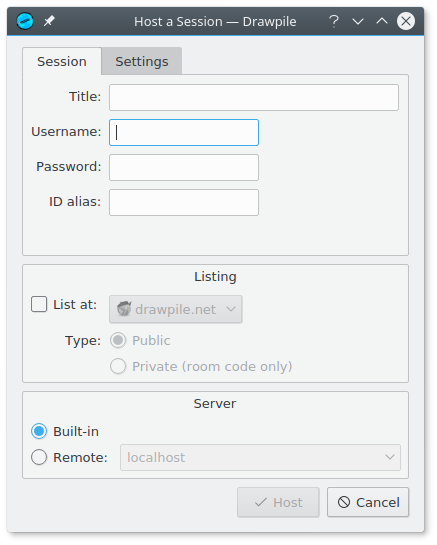 Host a Session — Drawpile
Session Settings
Title:
Username:
Password:
ID alias:
Listing
List at: drawpile.net
Type: Public
Private (room code only)
Server
Built-in
Remote: localhost
Host Cancel